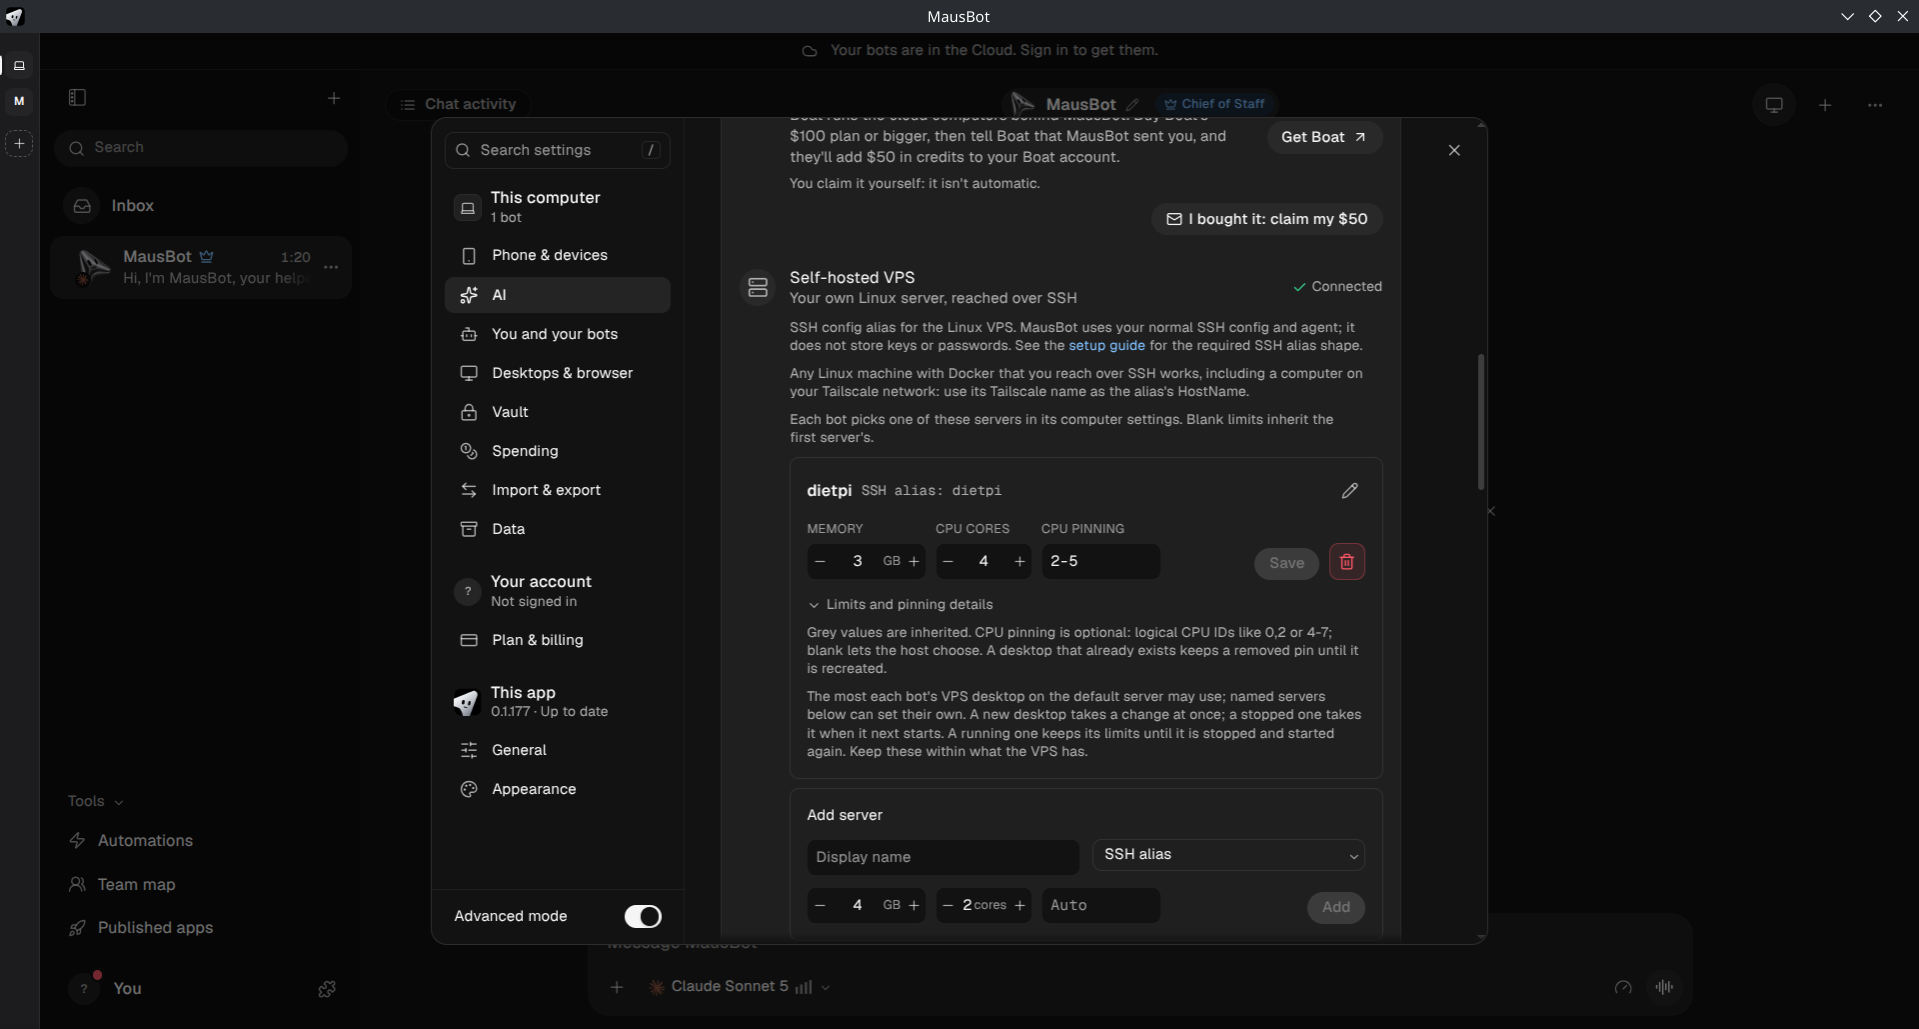 MausBot
Your bots are in the Cloud. Sign in to get them.
M
Search
Inbox
MausBot
1:20
Hi, I'm MausBot, your help
Tools
Automations
Team map
Published apps
?
You
Chat activity
MausBot
Chief of Staff
Search settings
/
This computer
1 bot
Phone & devices
AI
You and your bots
Desktops & browser
Vault
Spending
Import & export
Data
?
Your account
Not signed in
Plan & billing
This app
0.1.177 · Up to date
General
Appearance
Advanced mode
$100 plan or bigger, then tell Boat that MausBot sent you, and
they'll add $50 in credits to your Boat account.
Get Boat
You claim it yourself: it isn't automatic.
I bought it: claim my $50
Self-hosted VPS
Your own Linux server, reached over SSH
Connected
SSH config alias for the Linux VPS. MausBot uses your normal SSH config and agent; it
does not store keys or passwords. See the setup guide for the required SSH alias shape.
Any Linux machine with Docker that you reach over SSH works, including a computer on
your Tailscale network: use its Tailscale name as the alias's HostName.
Each bot picks one of these servers in its computer settings. Blank limits inherit the
first server's.
dietpi SSH alias: dietpi
MEMORY CPU CORES CPU PINNING
− 3 GB + − 4 + 2-5
Save
Limits and pinning details
Grey values are inherited. CPU pinning is optional: logical CPU IDs like 0,2 or 4-7;
blank lets the host choose. A desktop that already exists keeps a removed pin until it
is recreated.
The most each bot's VPS desktop on the default server may use; named servers
below can set their own. A new desktop takes a change at once; a stopped one takes
it when it next starts. A running one keeps its limits until it is stopped and started
again. Keep these within what the VPS has.
Add server
Display name
SSH alias
− 4 GB + − 2 cores + Auto
Add
Message MausBot
Claude Sonnet 5